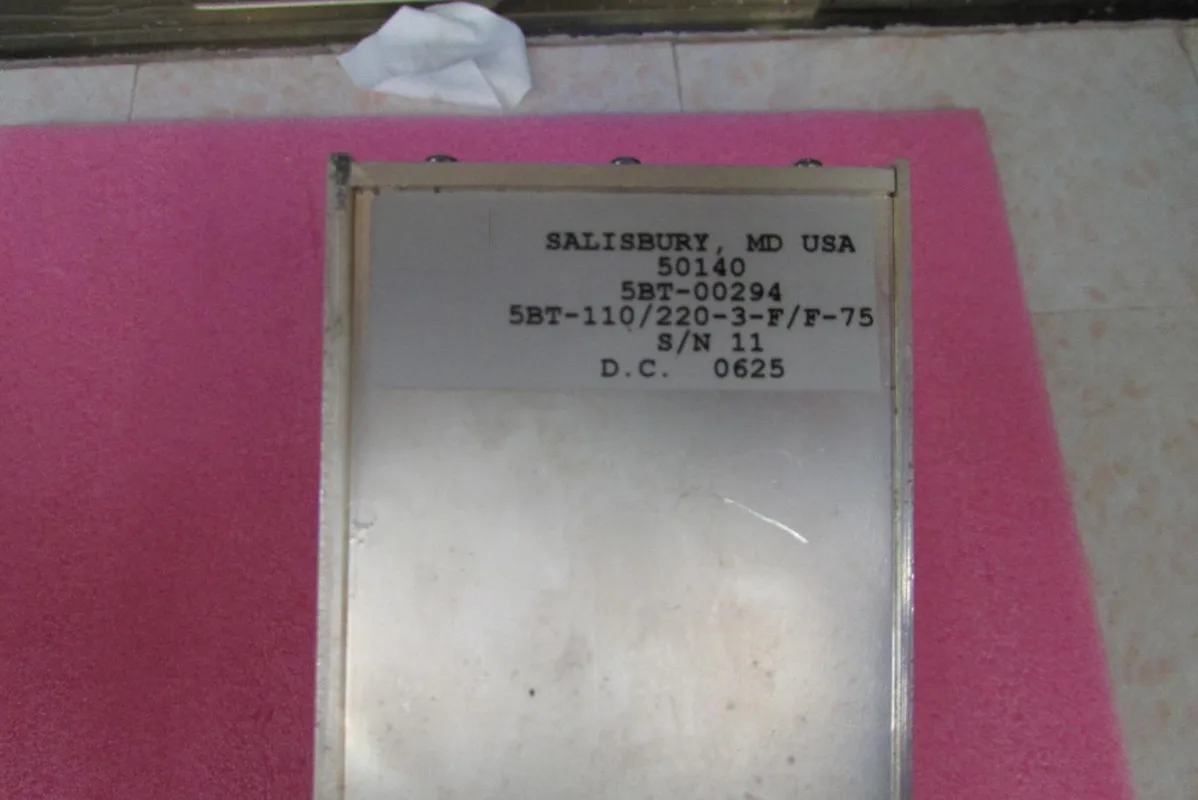 SALISBURY, MD USA
50140
5BT-00294
5BT-110/220-3-F/F-75
S/N 11
D.C. 0625